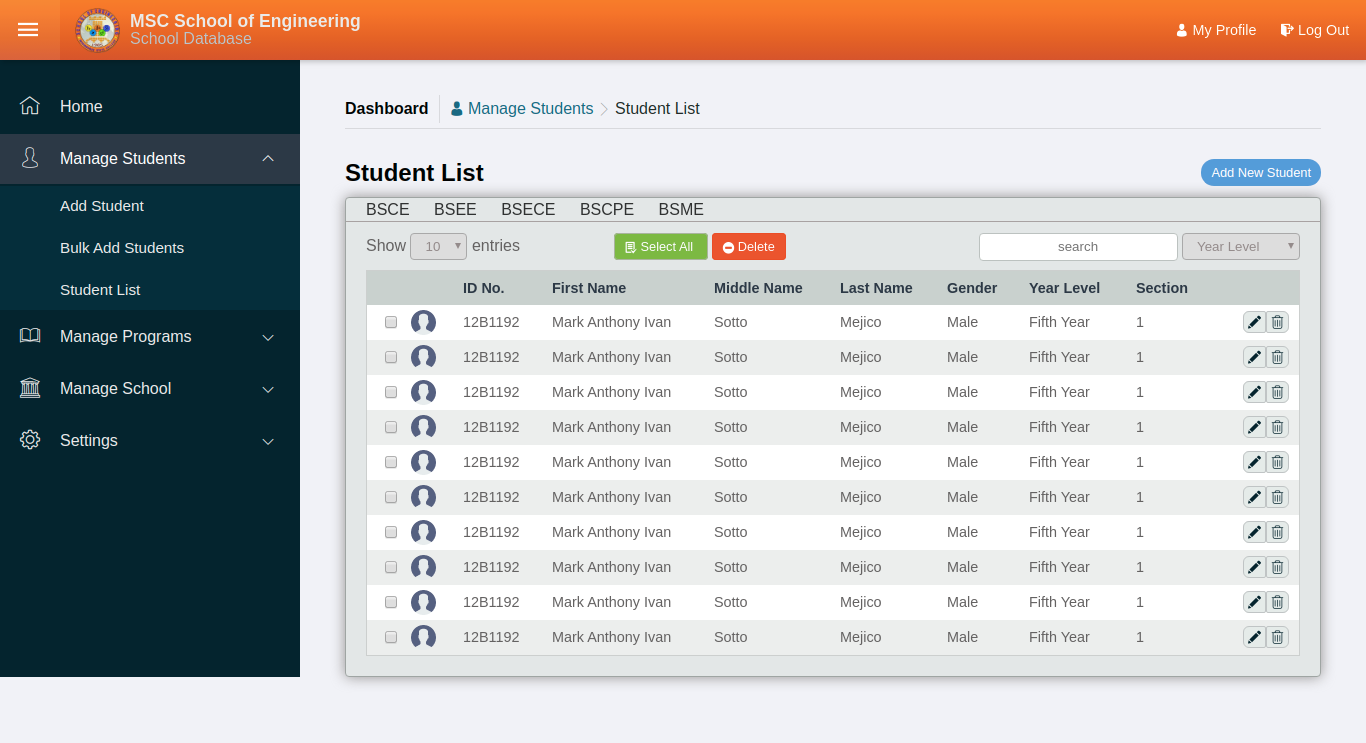 MSC School of Engineering
School Database
My Profile
Log Out
Home
Manage Students
Add Student
Bulk Add Students
Student List
Manage Programs
Manage School
Settings
Dashboard Manage Students Student List
Student List
Add New Student
BSCE BSEE BSECE BSCPE BSME
Show 10 entries Select All Delete search Year Level
ID No. First Name Middle Name Last Name Gender Year Level Section
12B1192 Mark Anthony Ivan Sotto Mejico Male Fifth Year 1
12B1192 Mark Anthony Ivan Sotto Mejico Male Fifth Year 1
12B1192 Mark Anthony Ivan Sotto Mejico Male Fifth Year 1
12B1192 Mark Anthony Ivan Sotto Mejico Male Fifth Year 1
12B1192 Mark Anthony Ivan Sotto Mejico Male Fifth Year 1
12B1192 Mark Anthony Ivan Sotto Mejico Male Fifth Year 1
12B1192 Mark Anthony Ivan Sotto Mejico Male Fifth Year 1
12B1192 Mark Anthony Ivan Sotto Mejico Male Fifth Year 1
12B1192 Mark Anthony Ivan Sotto Mejico Male Fifth Year 1
12B1192 Mark Anthony Ivan Sotto Mejico Male Fifth Year 1